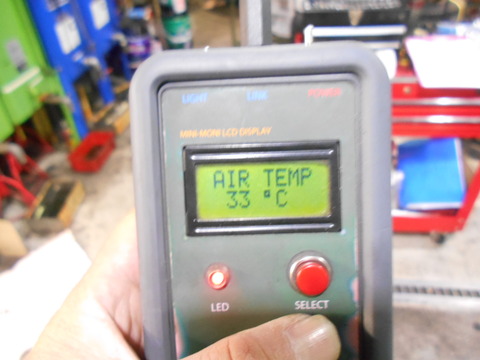 LIGHT LINK POWER
MINI-MONI LCD DISPLAY
AIR TEMP
33 °C
LED SELECT